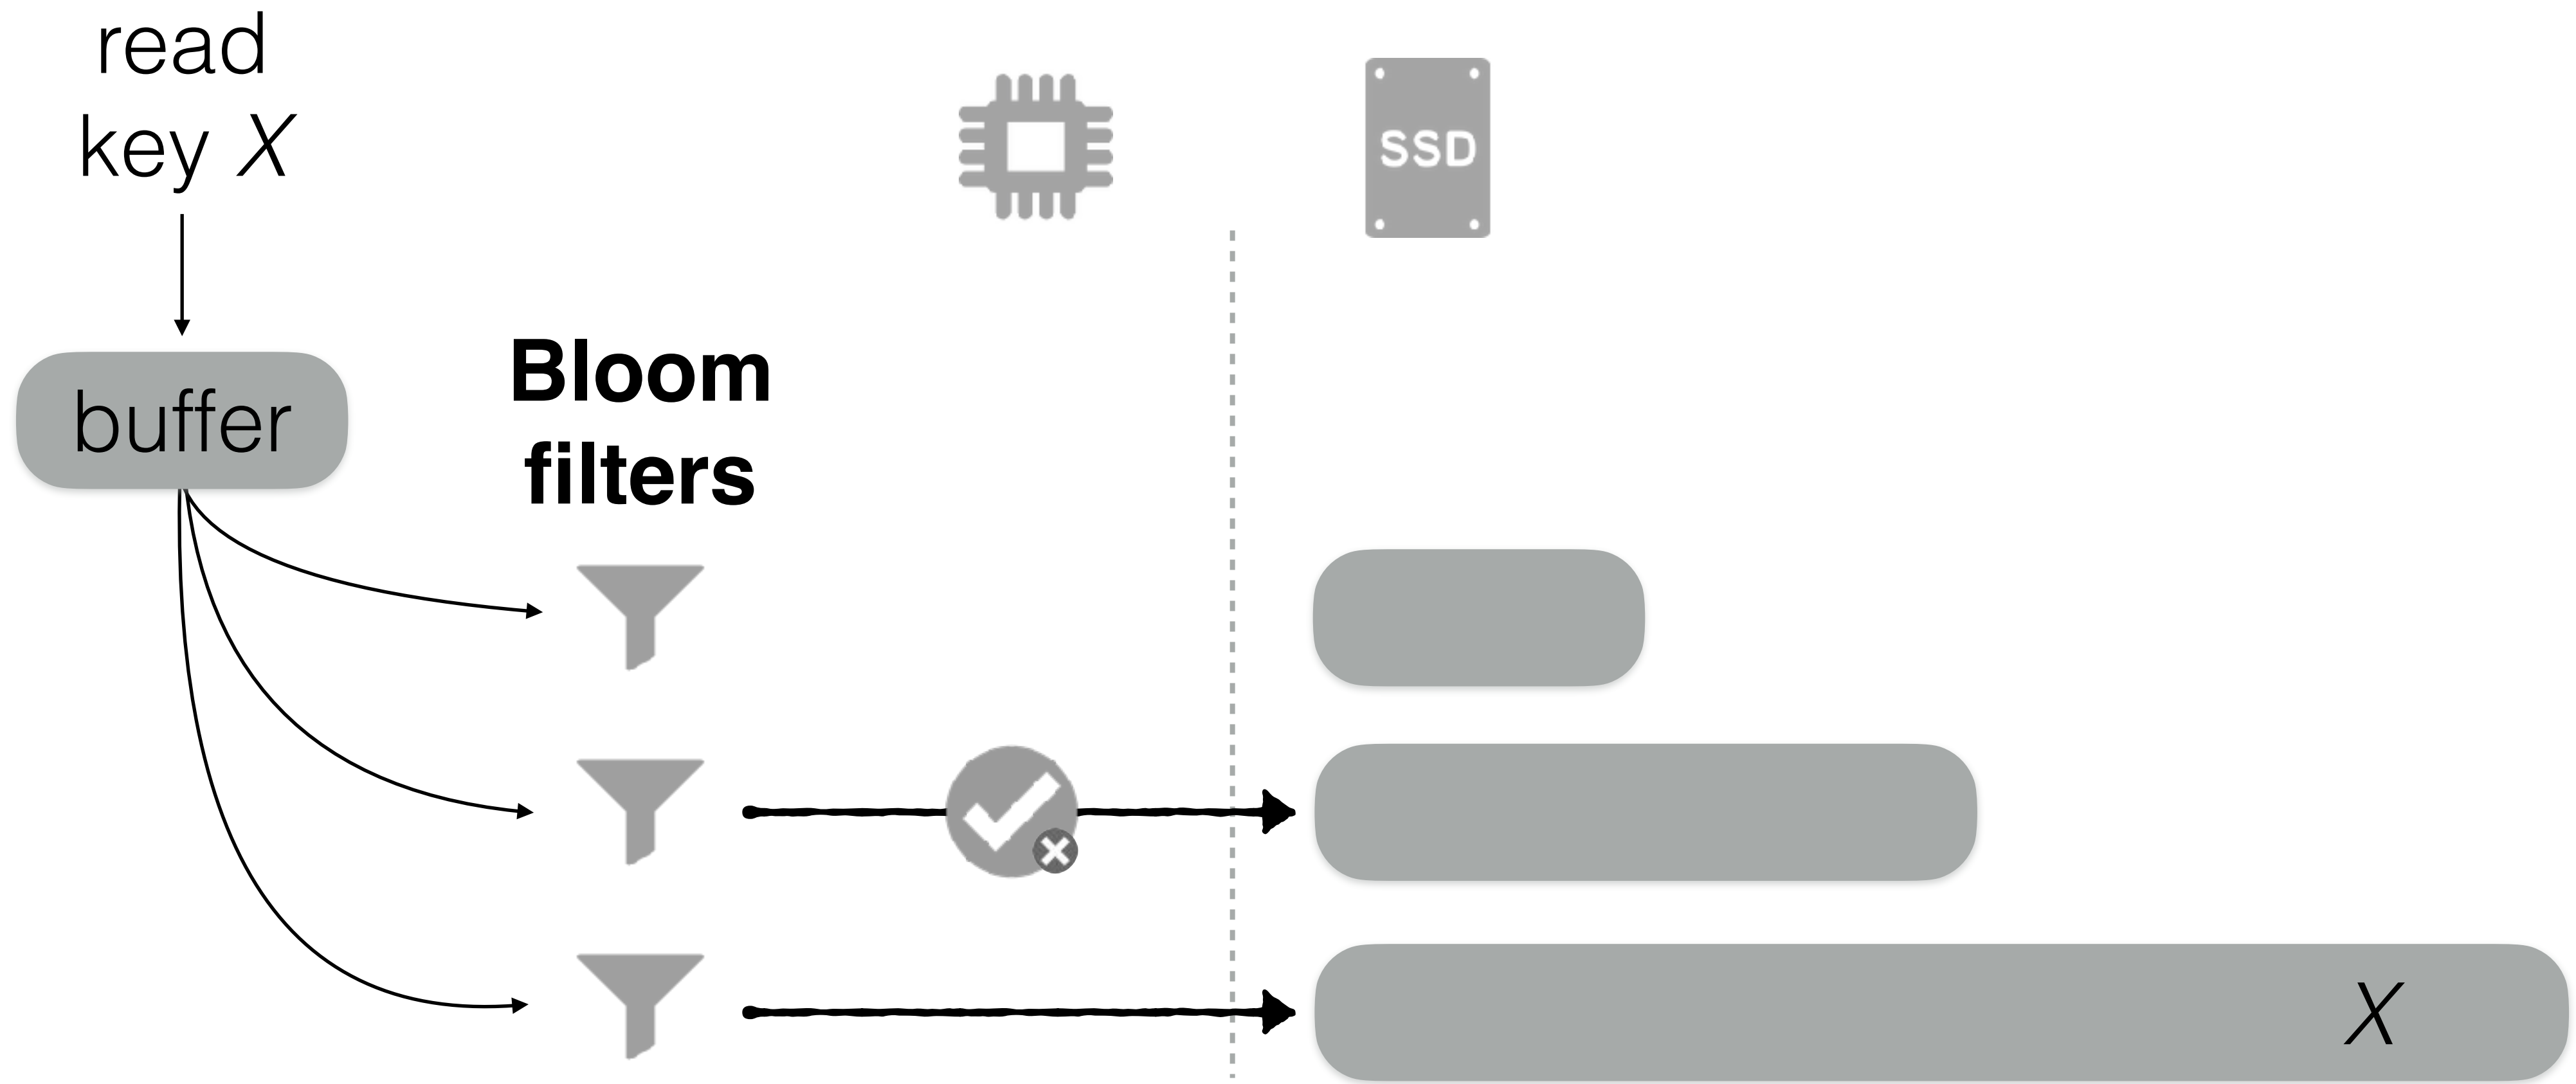 read
key X
SSD
buffer
Bloom
filters
X